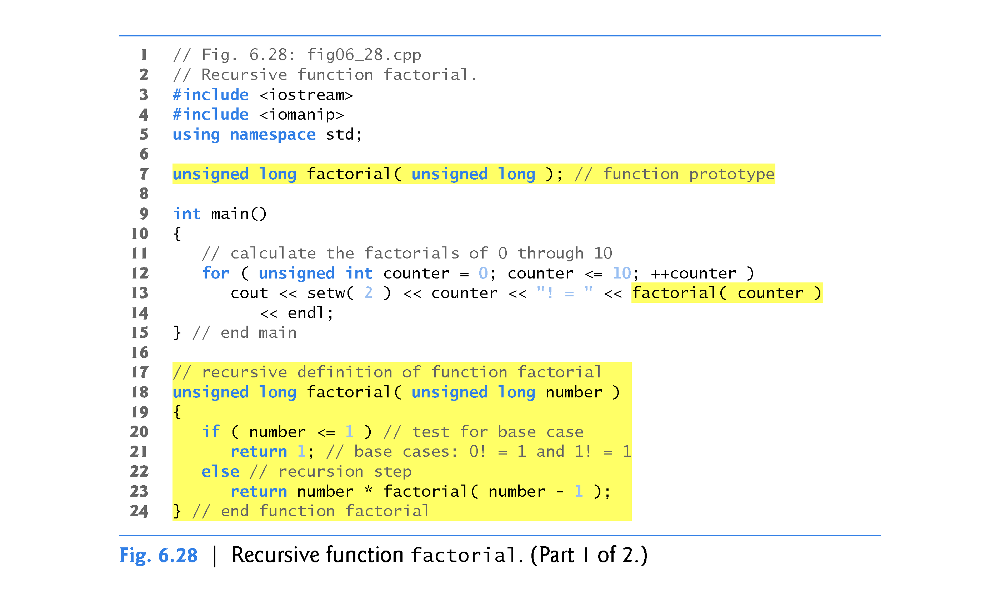 1 // Fig. 6.28: fig06_28.cpp
2 // Recursive function factorial.
3 #include <iostream>
4 #include <iomanip>
5 using namespace std;
6
7 unsigned long factorial( unsigned long ); // function prototype
8
9 int main()
10 {
11    // calculate the factorials of 0 through 10
12    for ( unsigned int counter = 0; counter <= 10; ++counter )
13       cout << setw( 2 ) << counter << "! = " << factorial( counter )
14          << endl;
15 } // end main
16
17 // recursive definition of function factorial
18 unsigned long factorial( unsigned long number )
19 {
20    if ( number <= 1 ) // test for base case
21       return 1; // base cases: 0! = 1 and 1! = 1
22    else // recursion step
23       return number * factorial( number - 1 );
24 } // end function factorial
Fig. 6.28 | Recursive function factorial. (Part 1 of 2.)